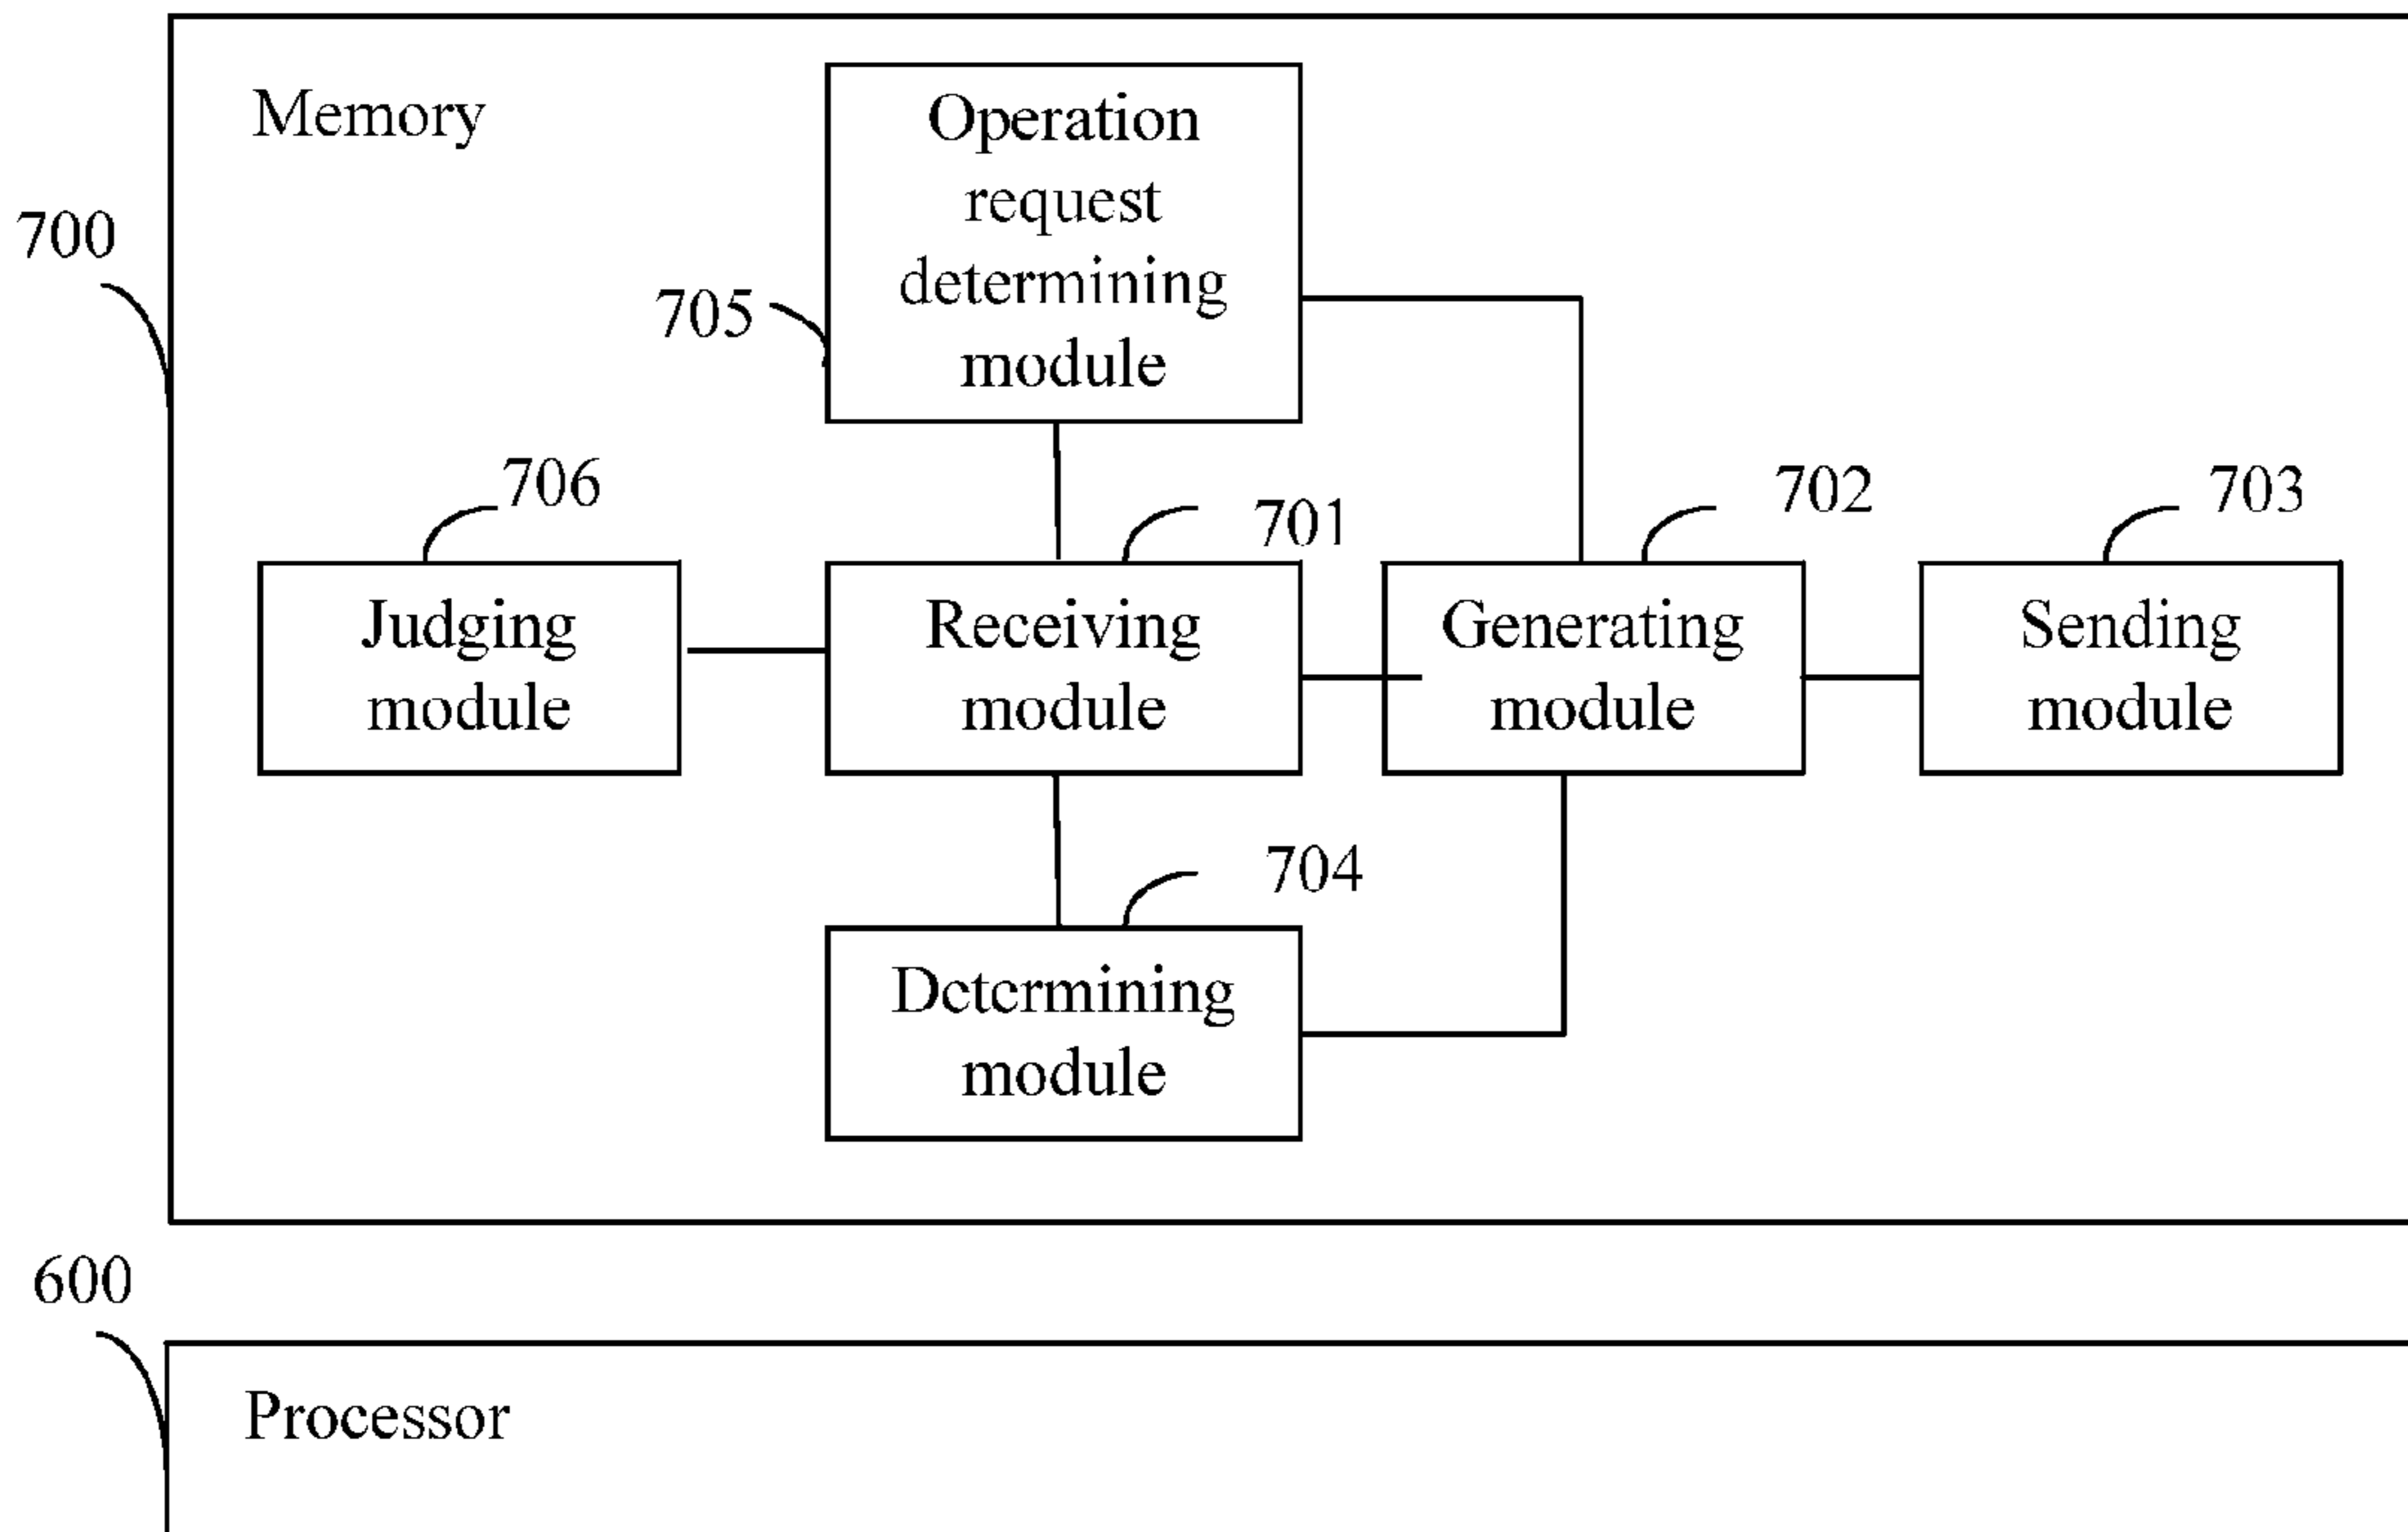 Memory
Operation
request
determining
module
700
705
706
701
702
703
Judging
module
Receiving
module
Generating
module
Sending
module
704
Determining
module
600
Processor